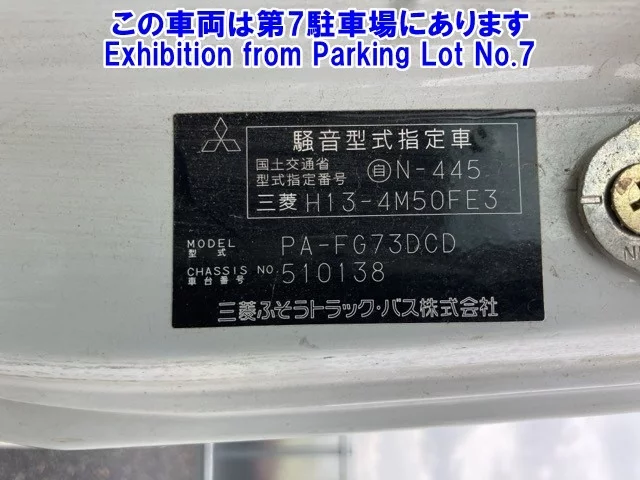 この車両は第7駐車場にあります
Exhibition from Parking Lot No.7
騒音型式指定車
国土交通省
型式指定番号 自N-445
三菱 H13-4M50FE3
MODEL PA-FG73DCD
型式
CHASSIS NO. 510138
車台番号
三菱ふそうトラック・バス株式会社